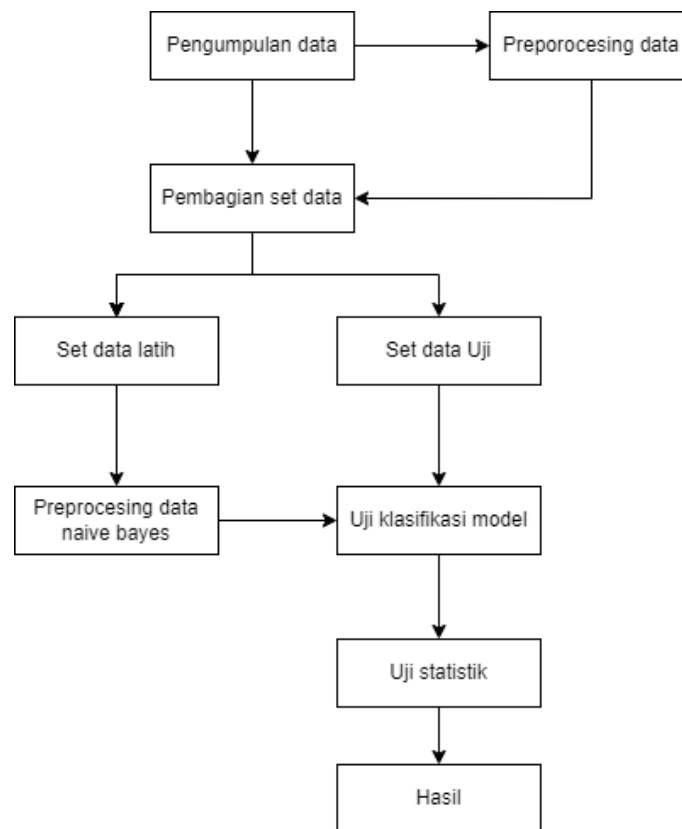 Pengumpulan data
Preporocesing data
Pembagian set data
Set data latih
Set data Uji
Preprocesing data
naive bayes
Uji klasifikasi model
Uji statistik
Hasil